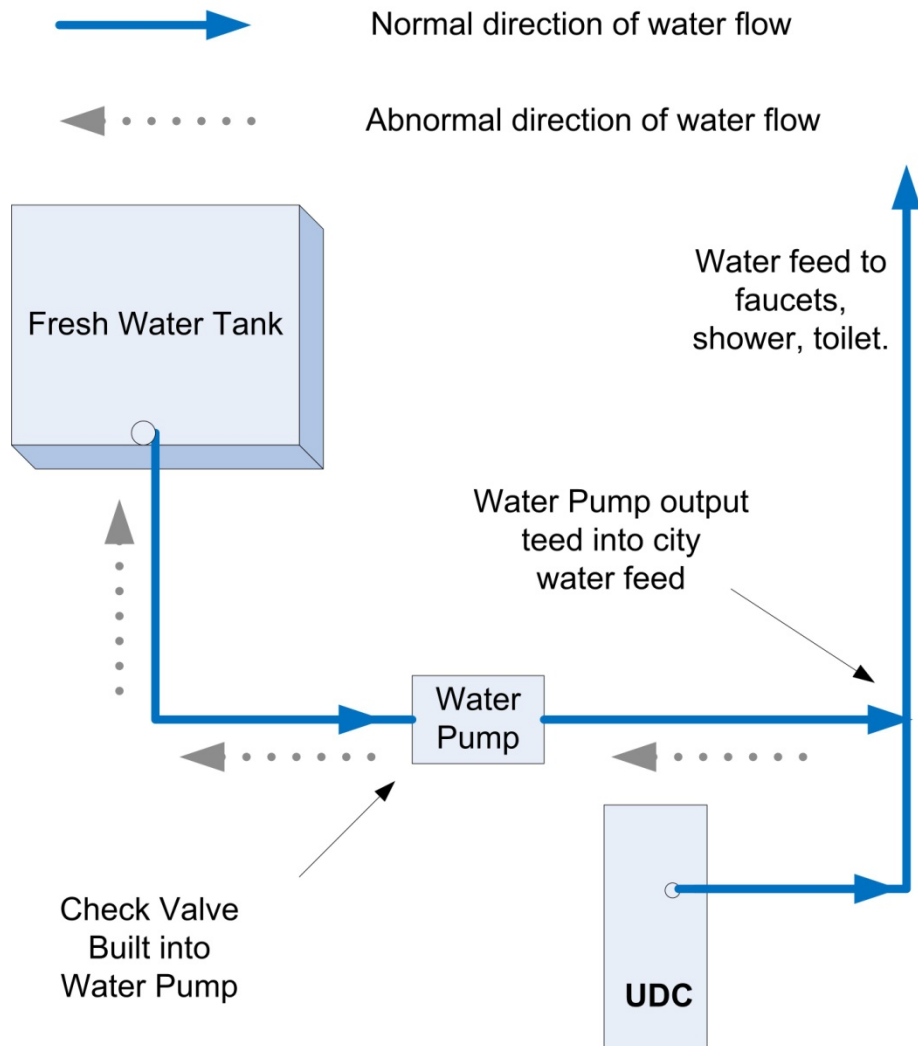 Normal direction of water flow
Abnormal direction of water flow
Fresh Water Tank
Water feed to
faucets,
shower, toilet.
Water Pump output
teed into city
water feed
Water
Pump
Check Valve
Built into
Water Pump
UDC